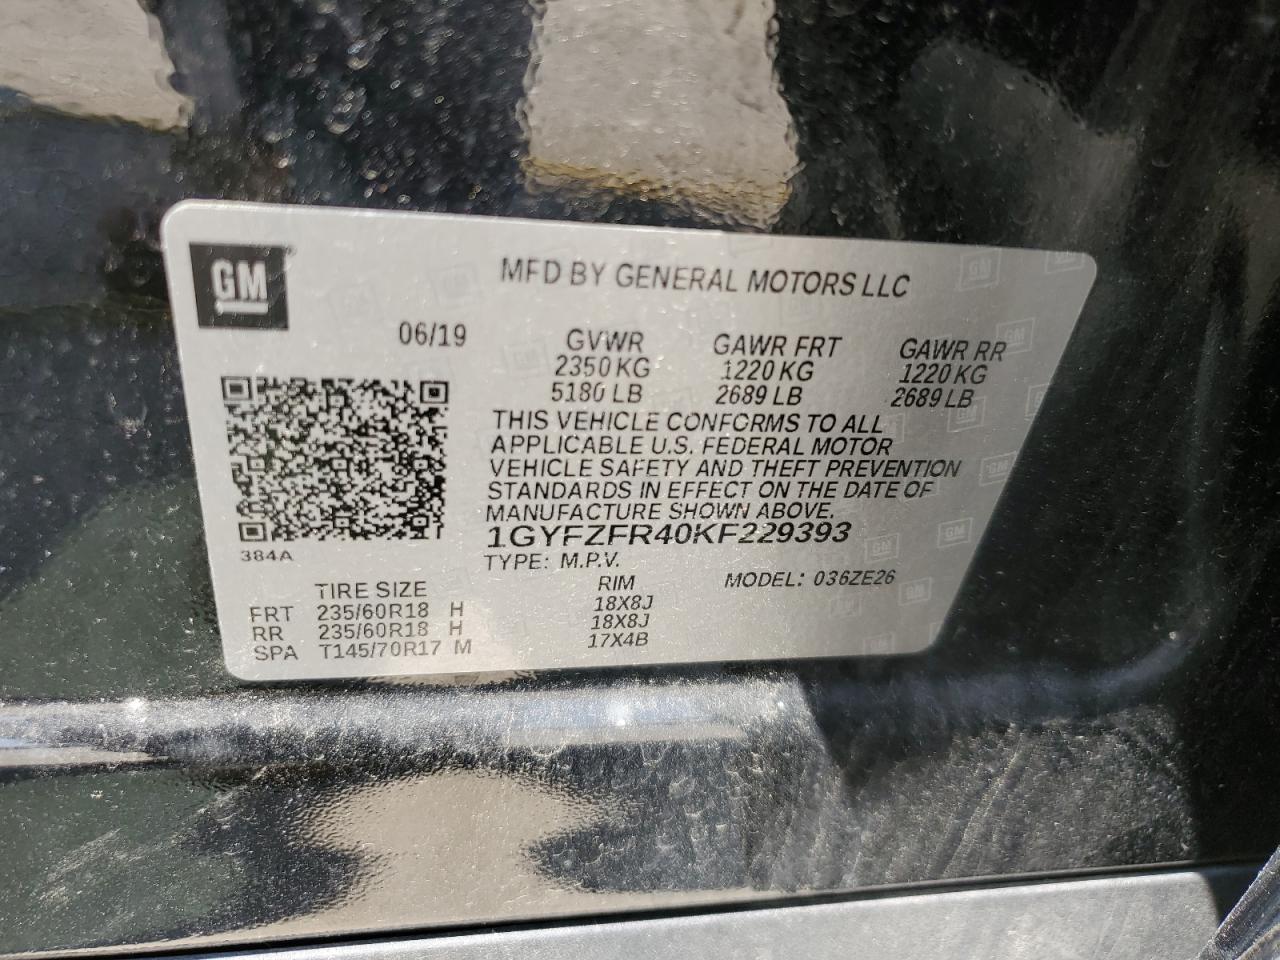 GM
MFD BY GENERAL MOTORS LLC
06/19
GVWR GAWR FRT GAWR RR
2350 KG 1220 KG 1220 KG
5180 LB 2689 LB 2689 LB
THIS VEHICLE CONFORMS TO ALL
APPLICABLE U.S. FEDERAL MOTOR
VEHICLE SAFETY AND THEFT PREVENTION
STANDARDS IN EFFECT ON THE DATE OF
MANUFACTURE SHOWN ABOVE.
1GYFZFR40KF229393
384A
TYPE: M.P.V.
MODEL: 036ZE26
TIRE SIZE RIM
FRT 235/60R18 H 18X8J
RR 235/60R18 H 18X8J
SPA T145/70R17 M 17X4B